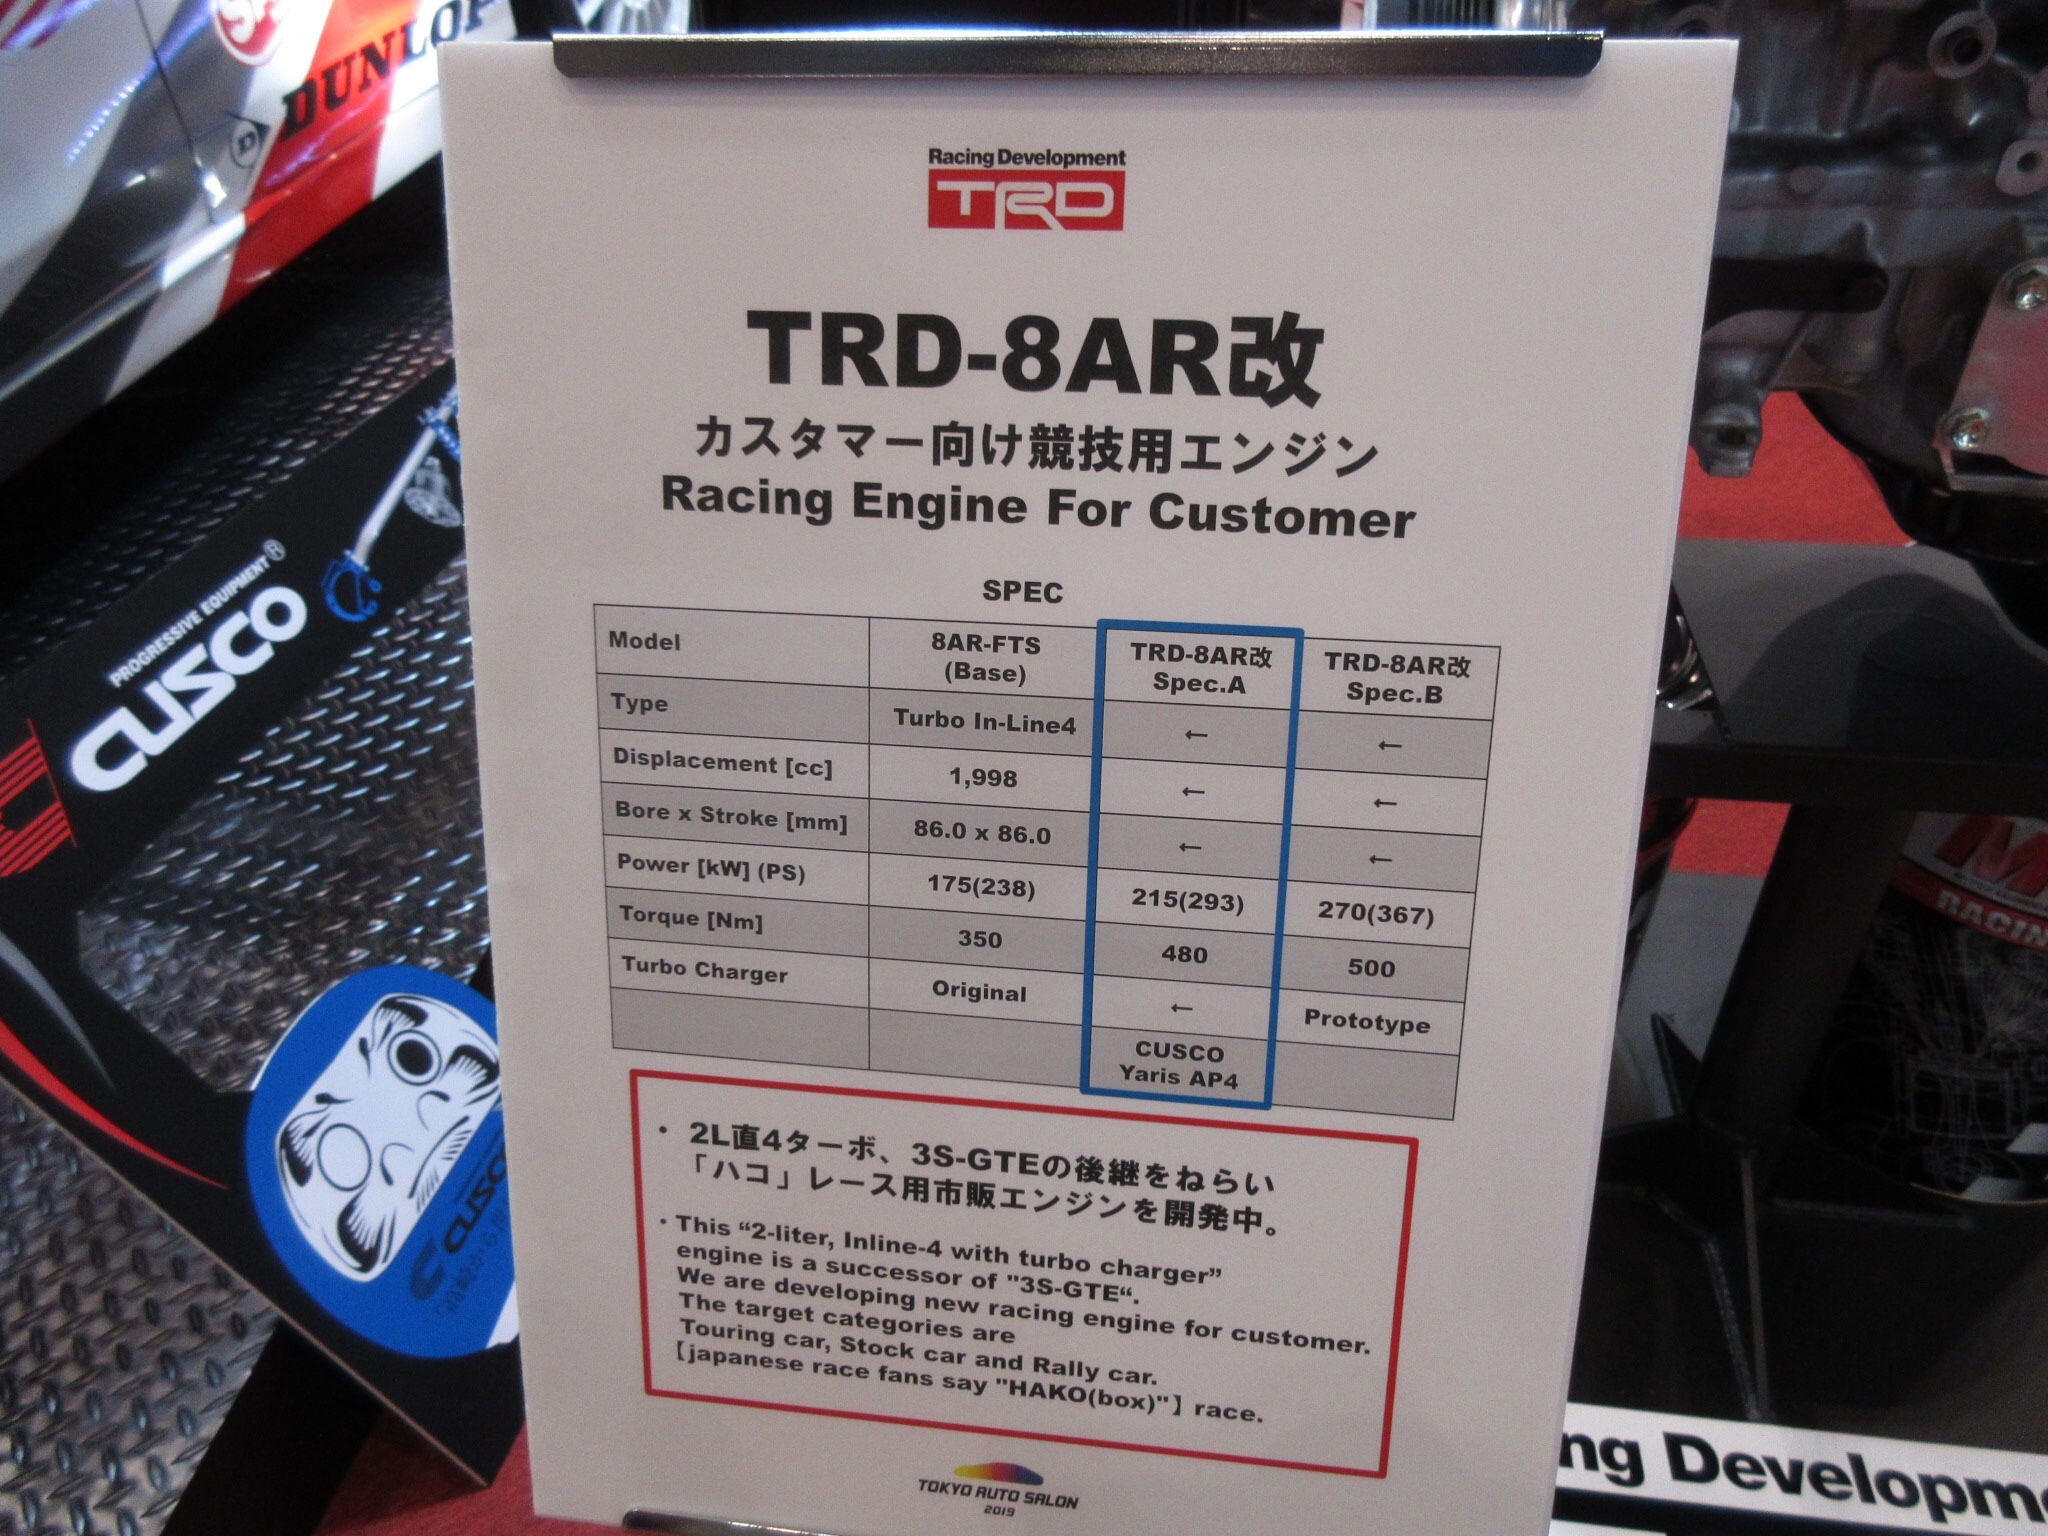 DUNLOP
D
PROGRESSIVE EQUIPMENT®
CUSCO
CUSCO
Racing Development
TRD
TRD-8AR改
カスタマー向け競技用エンジン
Racing Engine For Customer
SPEC
Model 8AR-FTS (Base) TRD-8AR改 Spec.A TRD-8AR改 Spec.B
Type Turbo In-Line4 ← ←
Displacement [cc] 1,998 ← ←
Bore x Stroke [mm] 86.0 x 86.0 ← ←
Power [kW] (PS) 175(238) 215(293) 270(367)
Torque [Nm] 350 480 500
Turbo Charger Original ← Prototype
CUSCO Yaris AP4
・ 2L直4ターボ、3S-GTEの後継をねらい
「ハコ」レース用市販エンジンを開発中。
・This “2-liter, Inline-4 with turbo charger”
engine is a successor of "3S-GTE“.
We are developing new racing engine for customer.
The target categories are
Touring car, Stock car and Rally car.
【japanese race fans say "HAKO(box)"】 race.
TOKYO AUTO SALON
2019
RACIN
ng Developm